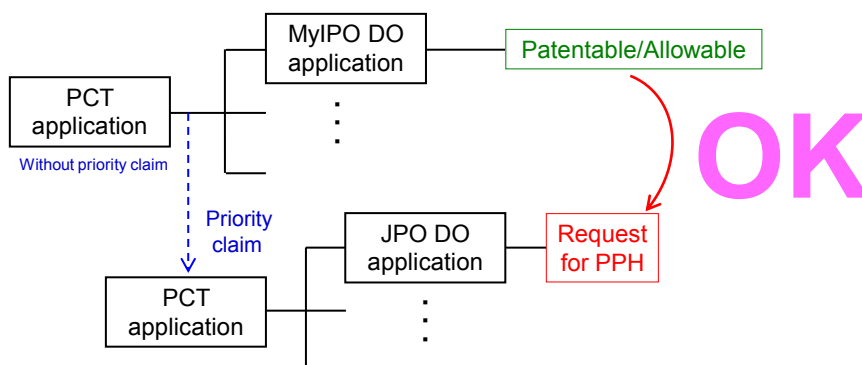 MyIPO DO
application
Patentable/Allowable
PCT
application
Without priority claim
OK
Priority
claim
JPO DO
application
Request
for PPH
PCT
application